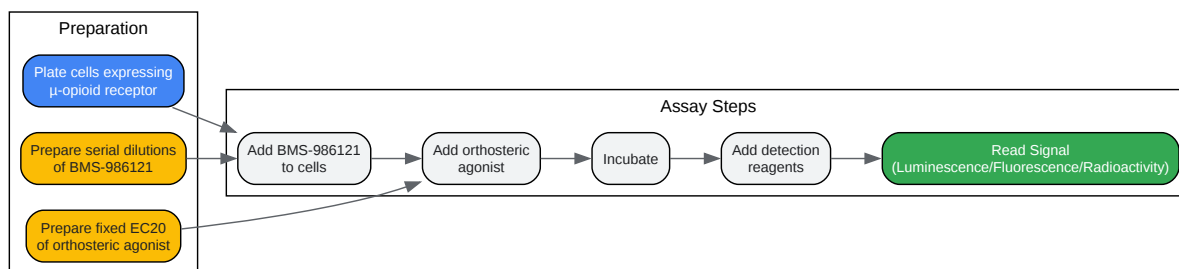 Preparation
Plate cells expressing
µ-opioid receptor
Prepare serial dilutions
of BMS-986121
Prepare fixed EC20
of orthosteric agonist
Assay Steps
Add BMS-986121
to cells
Add orthosteric
agonist
Incubate
Add detection
reagents
Read Signal
(Luminescence/Fluorescence/Radioactivity)